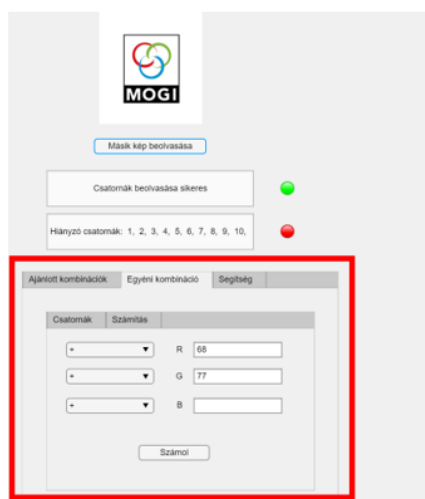 MOGI
Másik kép beolvasása
Csatornák beolvasása sikeres
Hiányzó csatornák: 1, 2, 3, 4, 5, 6, 7, 8, 9, 10,
Ajánlott kombinációk Egyéni kombináció Segítség
Csatornák Számítás
+ R 68
+ G 77
+ B
Számol